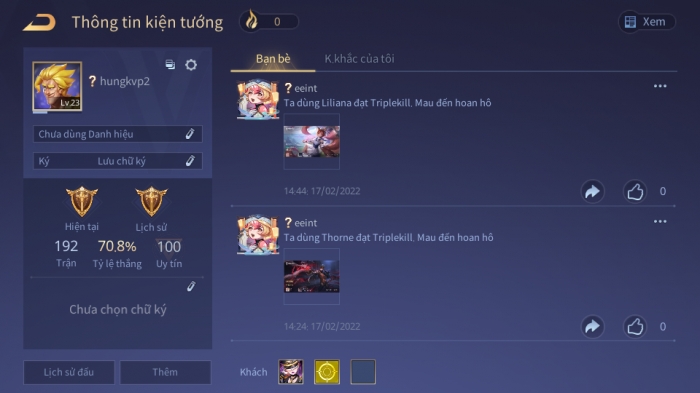 Thông tin kiện tướng
0
Xem
hungkvp2
Lv.23
Chưa dùng Danh hiệu
Ký Lưu chữ ký
Hiện tại Lịch sử
192 70.8% 100
Trận Tỷ lệ thắng Uy tín
Chưa chọn chữ ký
Lịch sử đấu Thêm
Bạn bè K.khắc của tôi
eeint
Ta dùng Liliana đạt Triplekill. Mau đến hoan hô
14:44 17/02/2022 0
eeint
Ta dùng Thorne đạt Triplekill. Mau đến hoan hô
14:24 17/02/2022 0
Khách